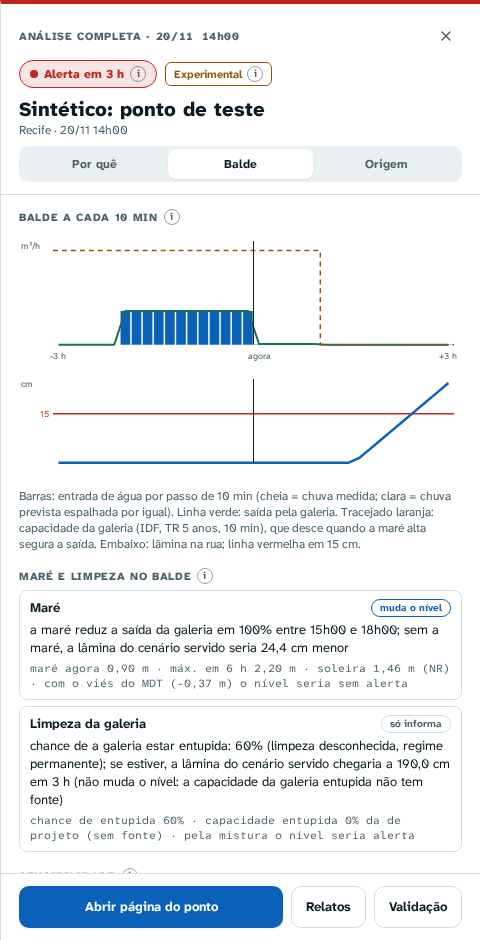 ANÁLISE COMPLETA · 20/11 14h00
Alerta em 3 h
Experimental
Sintético: ponto de teste
Recife · 20/11 14h00
Por quê
Balde
Origem
BALDE A CADA 10 MIN
m³/h
-3 h
agora
+3 h
cm
15
Barras: entrada de água por passo de 10 min (cheia = chuva medida; clara = chuva
prevista espalhada por igual). Linha verde: saída pela galeria. Tracejado laranja:
capacidade da galeria (IDF, TR 5 anos, 10 min), que desce quando a maré alta
segura a saída. Embaixo: lâmina na rua; linha vermelha em 15 cm.
MARÉ E LIMPEZA NO BALDE
Maré
muda o nível
a maré reduz a saída da galeria em 100% entre 15h00 e 18h00; sem a
maré, a lâmina do cenário servido seria 24,4 cm menor
maré agora 0,90 m · máx. em 6 h 2,20 m · soleira 1,46 m (NR)
· com o viés do MDT (-0,37 m) o nível seria sem alerta
Limpeza da galeria
só informa
chance de a galeria estar entupida: 60% (limpeza desconhecida, regime
permanente); se estiver, a lâmina do cenário servido chegaria a 190,0 cm
em 3 h (não muda o nível: a capacidade da galeria entupida não tem
fonte)
chance de entupida 60% · capacidade entupida 0% da de
projeto (sem fonte) · pela mistura o nível seria alerta
Abrir página do ponto
Relatos
Validação